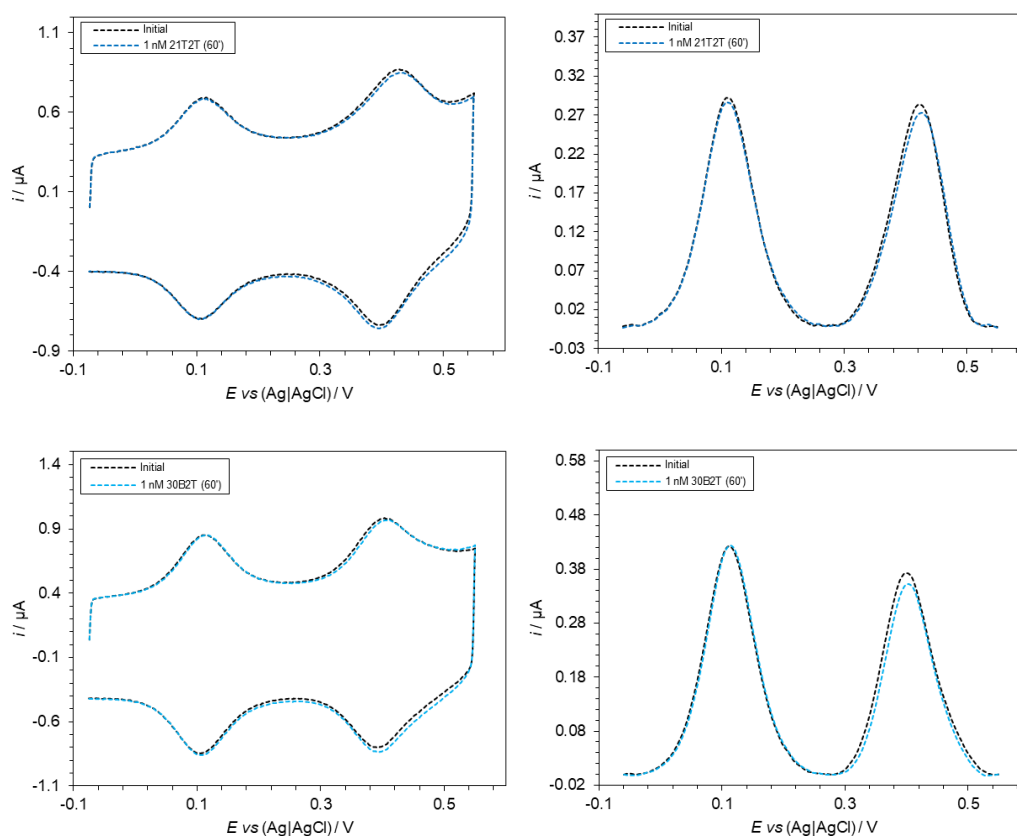 Initial
1 nM 21T2T (60')
1.1
0.6
0.1
-0.4
-0.9
i / µA
-0.1
0.1
0.3
0.5
E vs (Ag|AgCl) / V
Initial
1 nM 21T2T (60')
0.37
0.32
0.27
0.22
0.17
0.12
0.07
0.02
-0.03
i / µA
-0.1
0.1
0.3
0.5
E vs (Ag|AgCl) / V
Initial
1 nM 30B2T (60')
1.4
0.9
0.4
-0.1
-0.6
-1.1
i / µA
-0.1
0.1
0.3
0.5
E vs (Ag|AgCl) / V
Initial
1 nM 30B2T (60')
0.58
0.48
0.38
0.28
0.18
0.08
-0.02
i / µA
-0.1
0.1
0.3
0.5
E vs (Ag|AgCl) / V